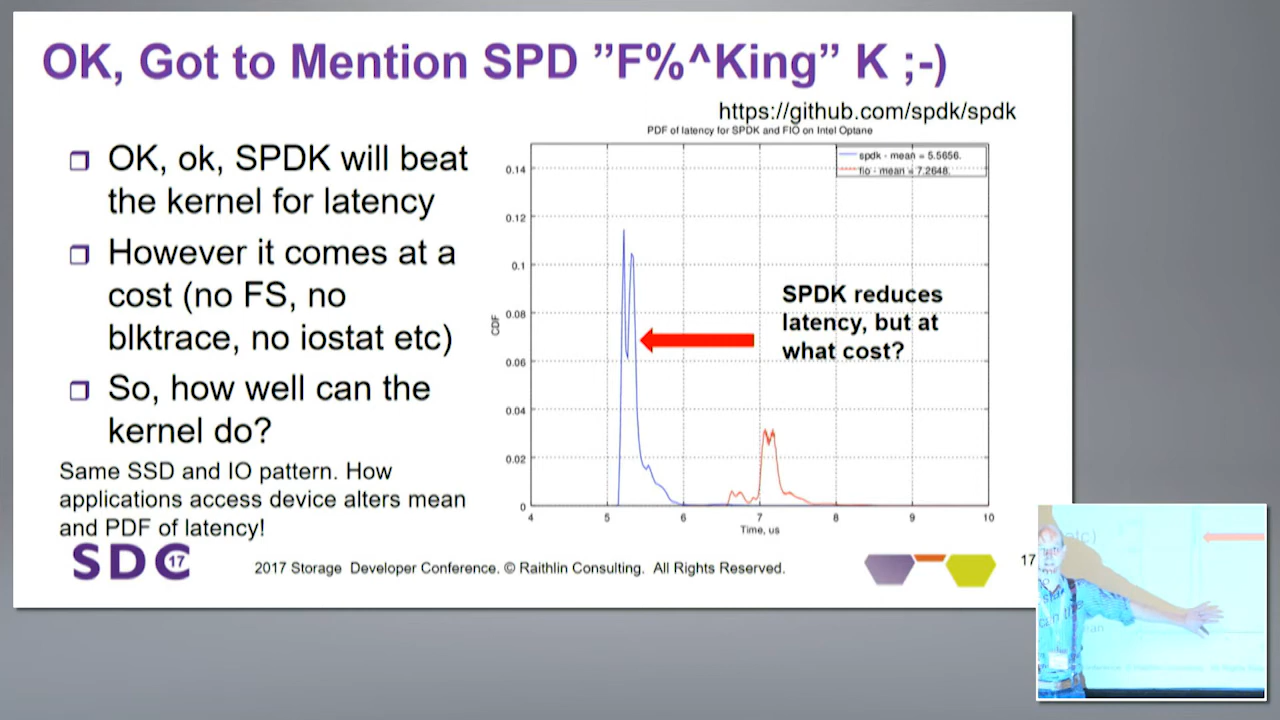 OK, Got to Mention SPD ”F%^King” K ;-)
https://github.com/spdk/spdk
OK, ok, SPDK will beat
the kernel for latency
However it comes at a
cost (no FS, no
blktrace, no iostat etc)
So, how well can the
kernel do?
Same SSD and IO pattern. How
applications access device alters mean
and PDF of latency!
PDF of latency for SPDK and FIO on Intel Optane
spdk - mean = 5.5656.
fio - mean = 7.2648.
0.14
0.12
0.1
0.08
0.06
0.04
0.02
0
CDF
SPDK reduces
latency, but at
what cost?
4 5 6 7 8 9 10
Time, us
SDC 17
2017 Storage Developer Conference. © Raithlin Consulting. All Rights Reserved.
17
etc)